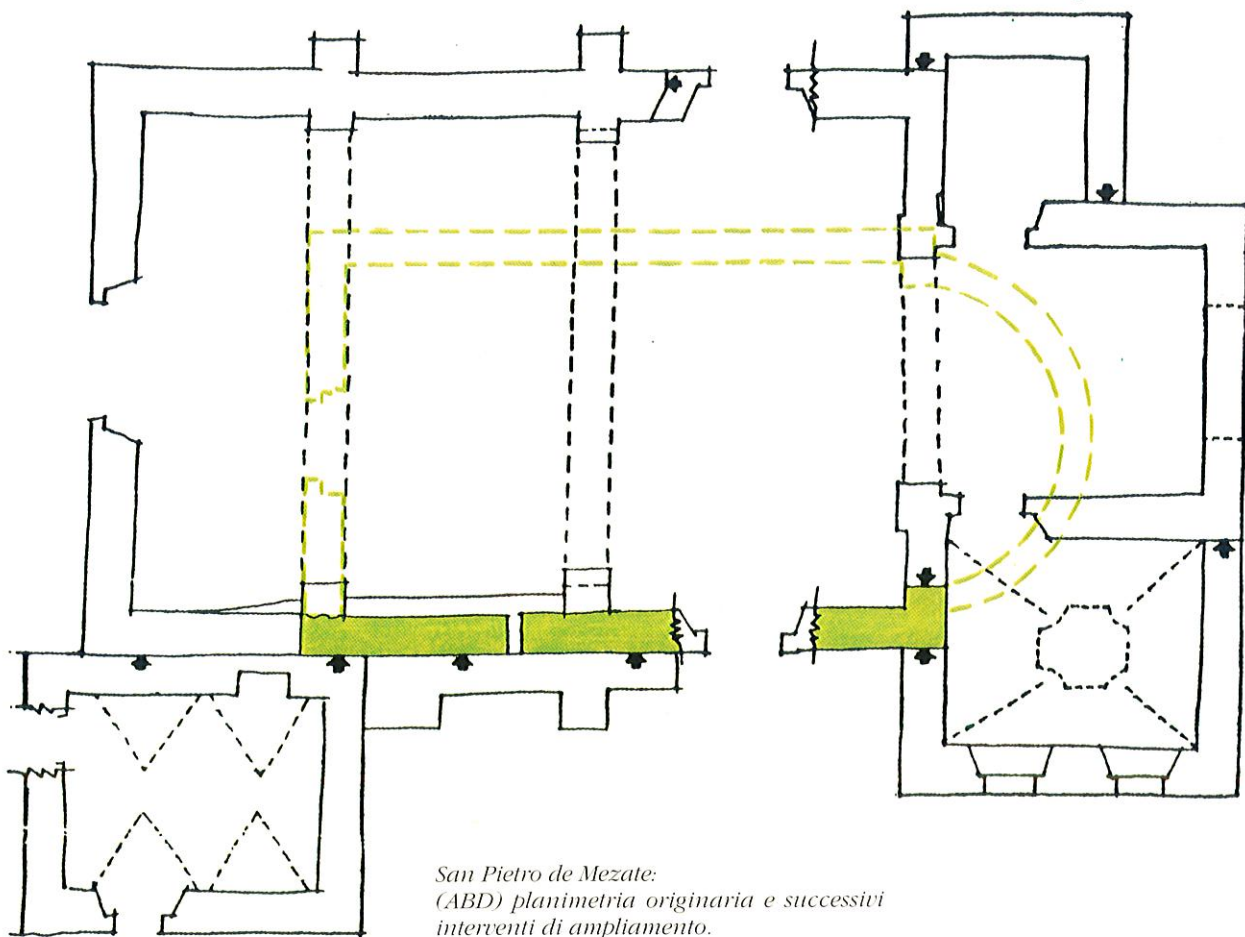 San Pietro de Mezate:
(ABD) planimetria originaria e successivi
interventi di ampliamento.